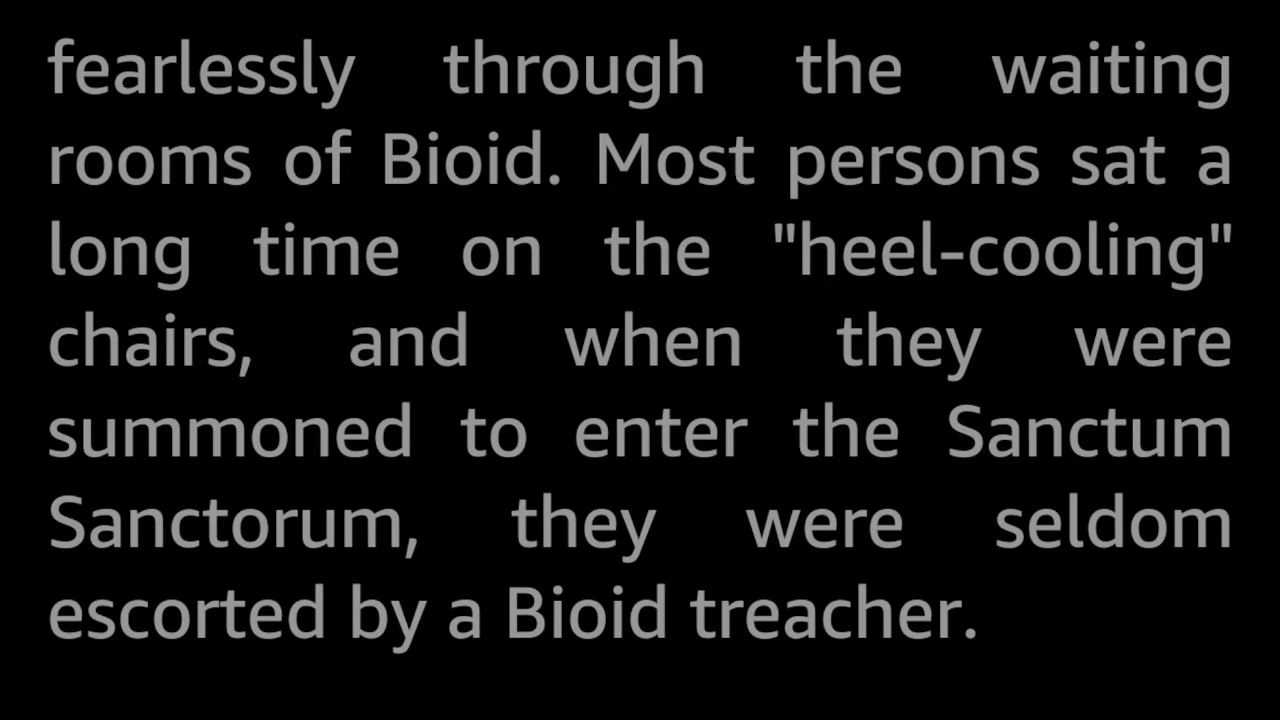 fearlessly through the waiting
rooms of Bioid. Most persons sat a
long time on the "heel-cooling"
chairs, and when they were
summoned to enter the Sanctum
Sanctorum, they were seldom
escorted by a Bioid treacher.